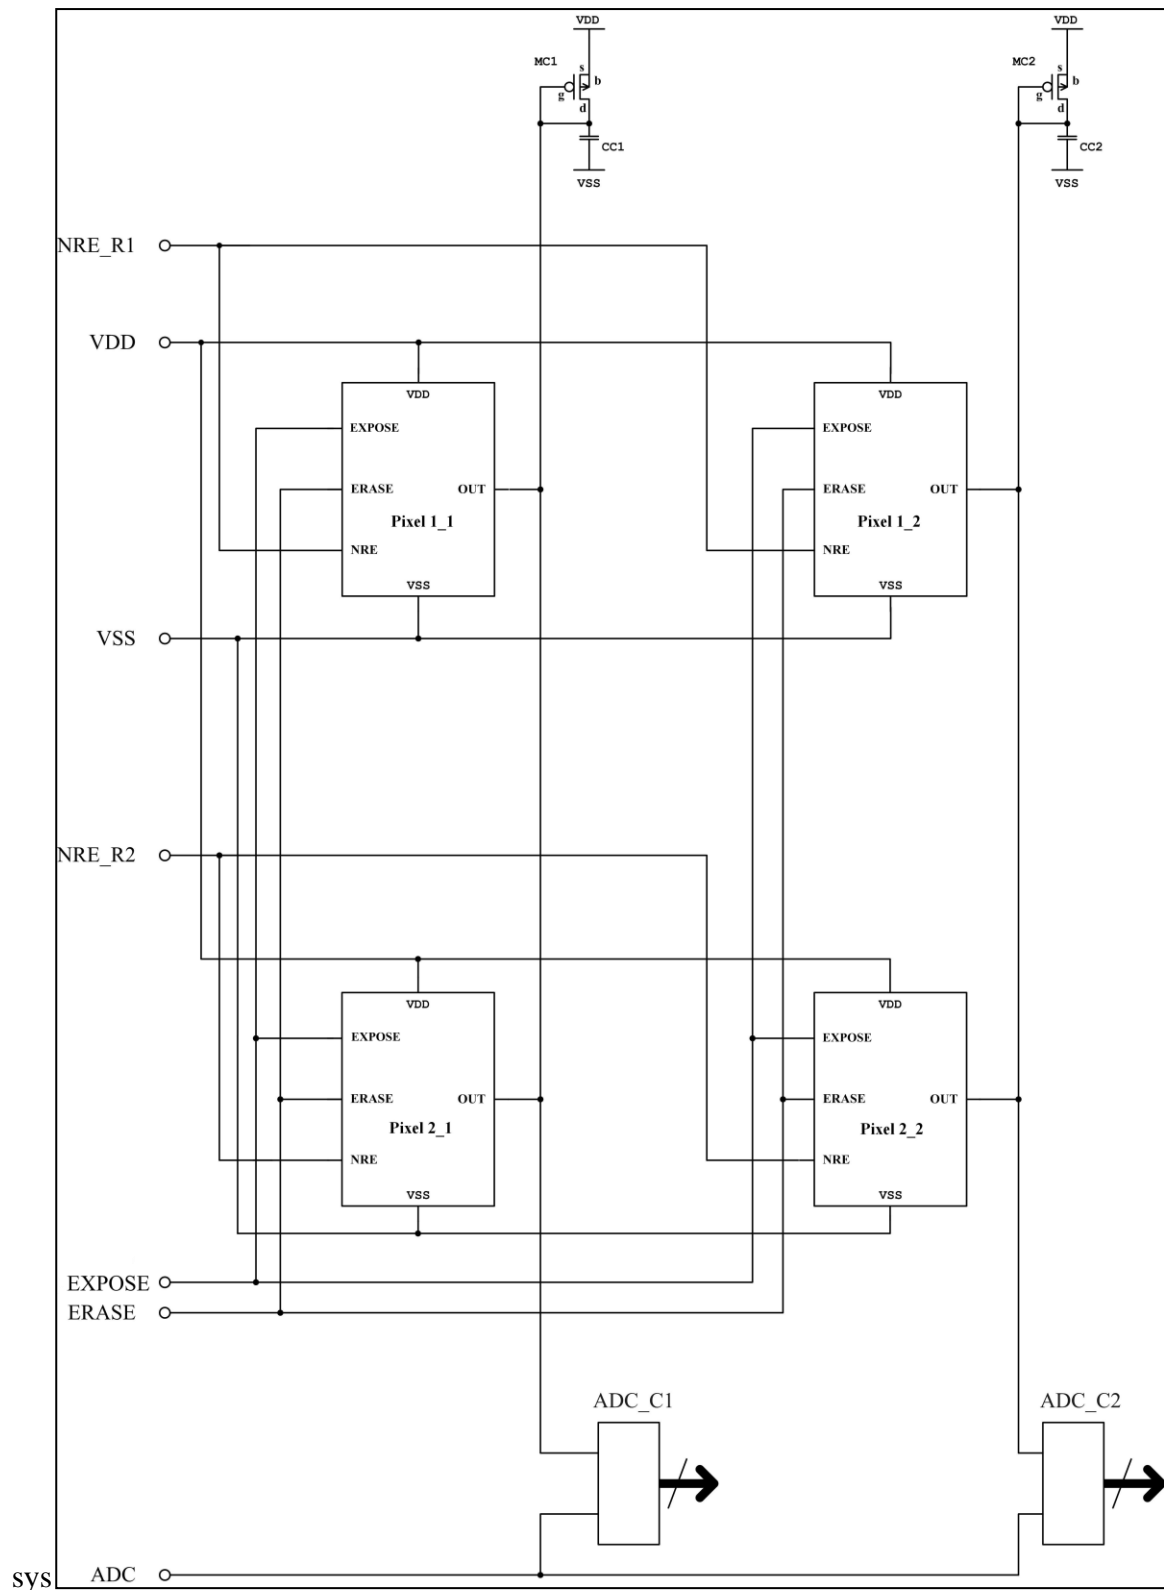 VDD VDD
MC1 s b g d MC2 s b g d
CC1 CC2
VSS VSS
NRE_R1
VDD
VDD VDD
EXPOSE EXPOSE
ERASE OUT ERASE OUT
Pixel 1_1 Pixel 1_2
NRE NRE
VSS VSS
VSS
NRE_R2
VDD VDD
EXPOSE EXPOSE
ERASE OUT ERASE OUT
Pixel 2_1 Pixel 2_2
NRE NRE
VSS VSS
EXPOSE
ERASE
ADC_C1 ADC_C2
sys ADC